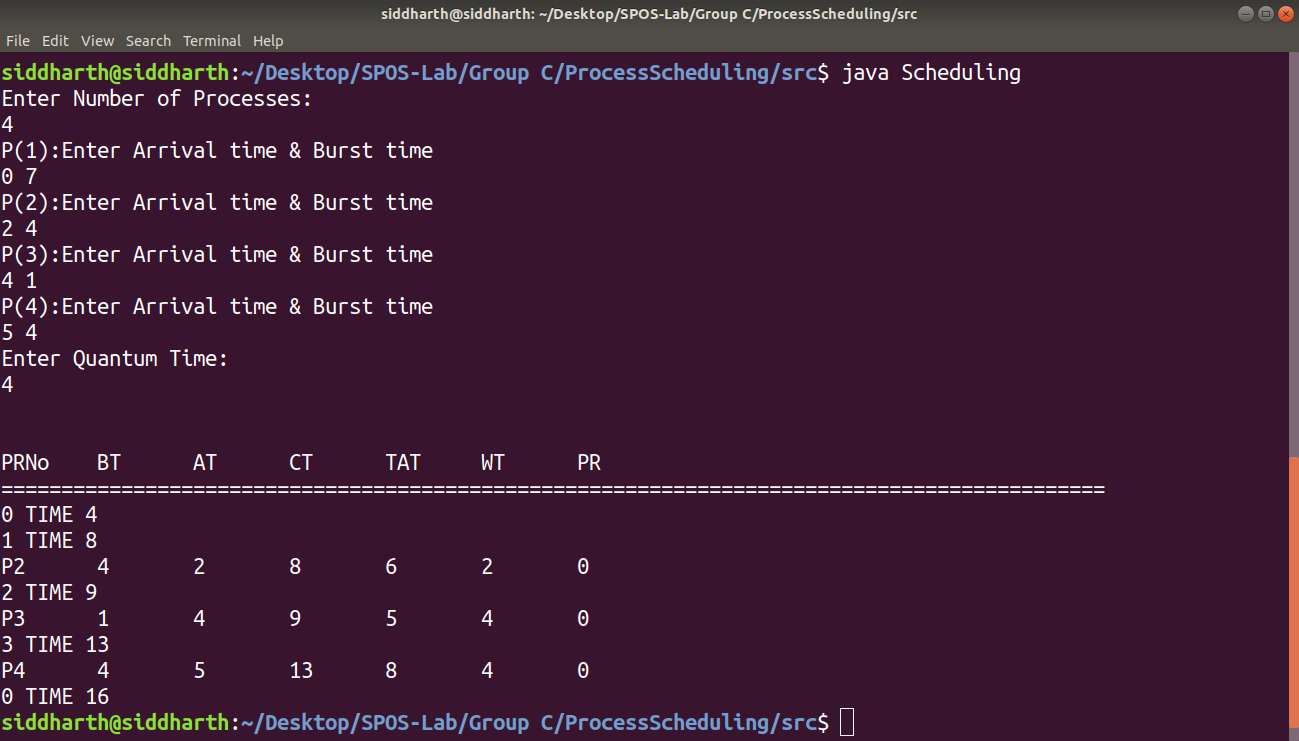 siddharth@siddharth: ~/Desktop/SPOS-Lab/Group C/ProcessScheduling/src
File Edit View Search Terminal Help
siddharth@siddharth:~/Desktop/SPOS-Lab/Group C/ProcessScheduling/src$ java Scheduling
Enter Number of Processes:
4
P(1):Enter Arrival time & Burst time
0 7
P(2):Enter Arrival time & Burst time
2 4
P(3):Enter Arrival time & Burst time
4 1
P(4):Enter Arrival time & Burst time
5 4
Enter Quantum Time:
4
PRNo BT AT CT TAT WT PR
============================================================================================
0 TIME 4
1 TIME 8
P2 4 2 8 6 2 0
2 TIME 9
P3 1 4 9 5 4 0
3 TIME 13
P4 4 5 13 8 4 0
0 TIME 16
siddharth@siddharth:~/Desktop/SPOS-Lab/Group C/ProcessScheduling/src$